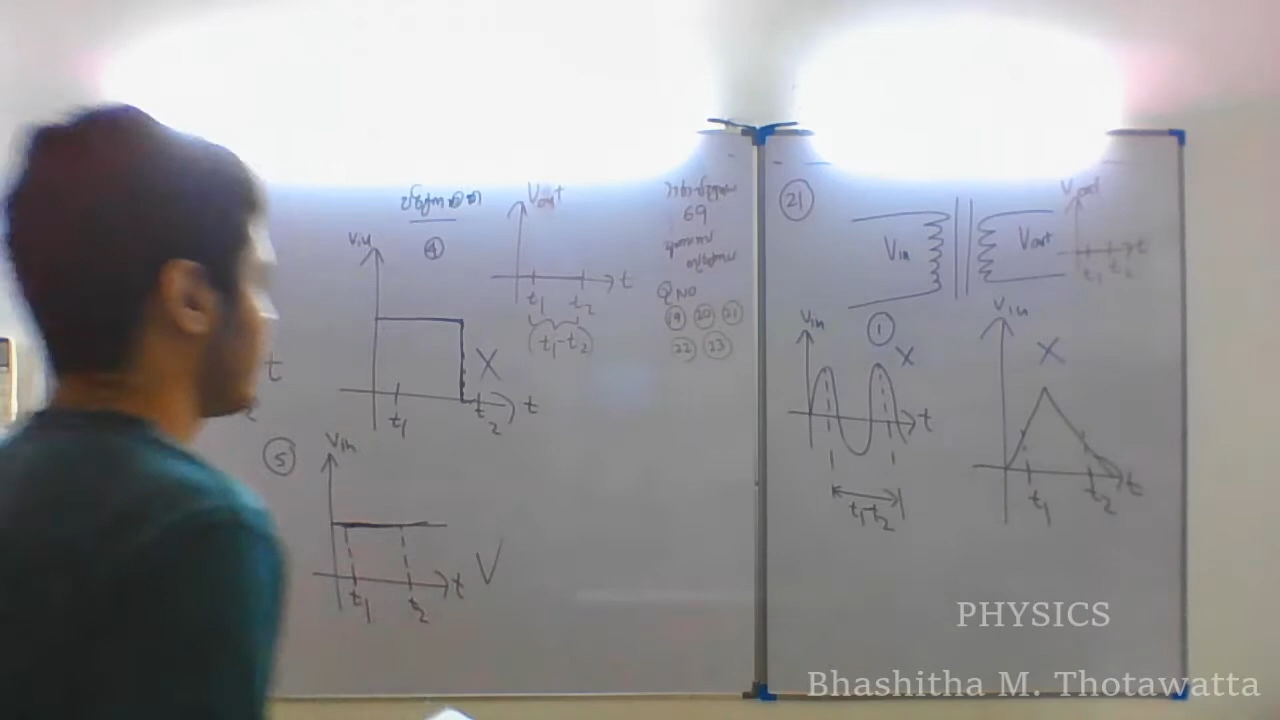 4
Vin
t1
t2
t
X
Vout
t1
t2
t
t1-t2
69
Q NO
19 20 21
22 23
t
5
Vin
t1
t2
t
V
21
Vin
Vout
Vout
t1
t2
t
1
Vin
X
t
t1-t2
Vin
X
t1
t2
t
PHYSICS
Bhashitha M. Thotawatta